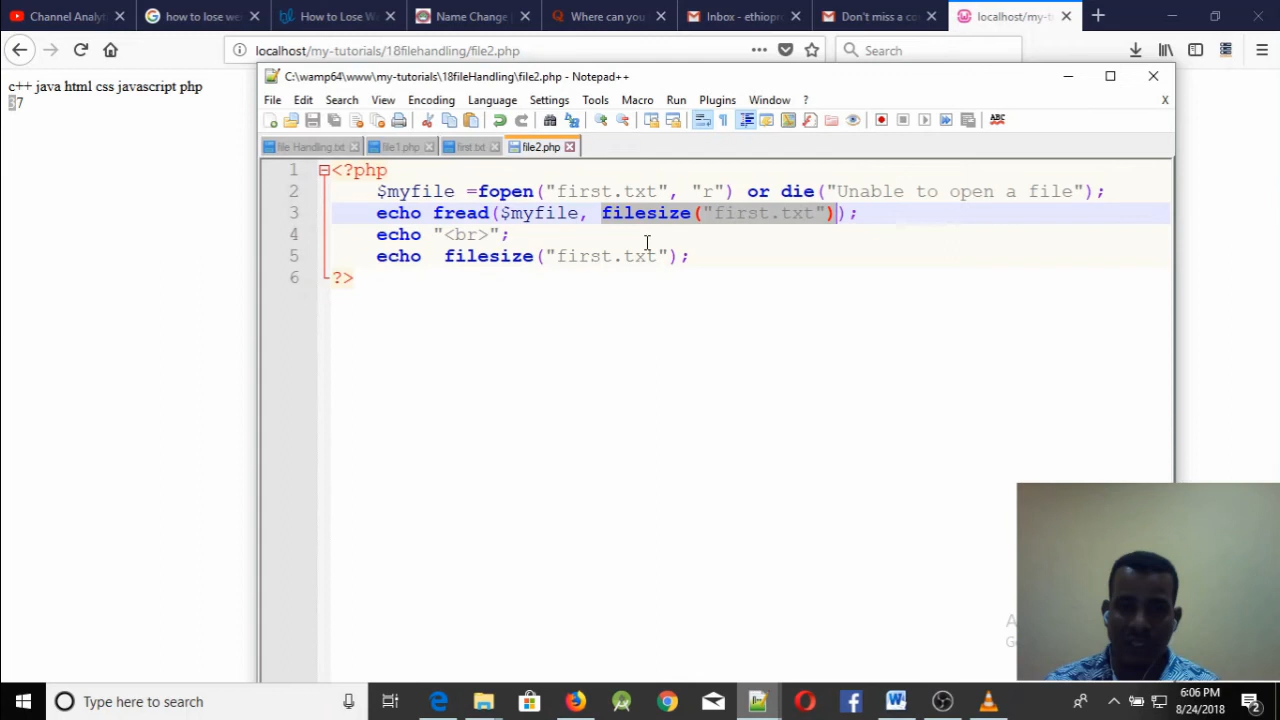 Channel Analy
how to lose we
How to Lose W
Name Change |
Where can you
Inbox - ethiopro
Don't miss a co
localhost/my-t
localhost/my-tutorials/18filehandling/file2.php
Search
c++ java html css javascript php
37
C:\wamp64\www\my-tutorials\18fileHandling\file2.php - Notepad++
File Edit Search View Encoding Language Settings Tools Macro Run Plugins Window ? X
file Handling.txt file1.php first.txt file2.php
1 <?php
2 $myfile =fopen("first.txt", "r") or die("Unable to open a file");
3 echo fread($myfile, filesize("first.txt"));
4 echo "<br>";
5 echo filesize("first.txt");
6 ?>
Type here to search
6:06 PM
8/24/2018
2